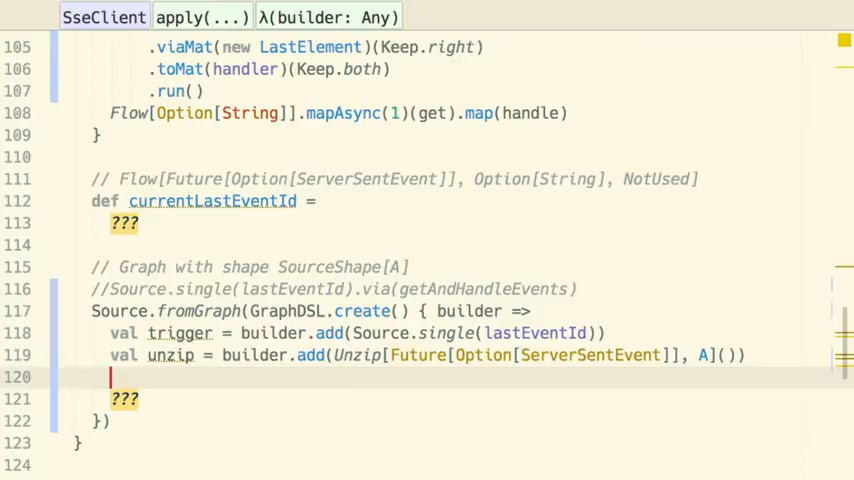 SseClient apply(...) λ(builder: Any)
105 .viaMat(new LastElement)(Keep.right)
106 .toMat(handler)(Keep.both)
107 .run()
108 Flow[Option[String]].mapAsync(1)(get).map(handle)
109 }
110
111 // Flow[Future[Option[ServerSentEvent]], Option[String], NotUsed]
112 def currentLastEventId =
113 ???
114
115 // Graph with shape SourceShape[A]
116 //Source.single(lastEventId).via(getAndHandleEvents)
117 Source.fromGraph(GraphDSL.create() { builder =>
118 val trigger = builder.add(Source.single(lastEventId))
119 val unzip = builder.add(Unzip[Future[Option[ServerSentEvent]], A]())
120
121 ???
122 })
123 }
124